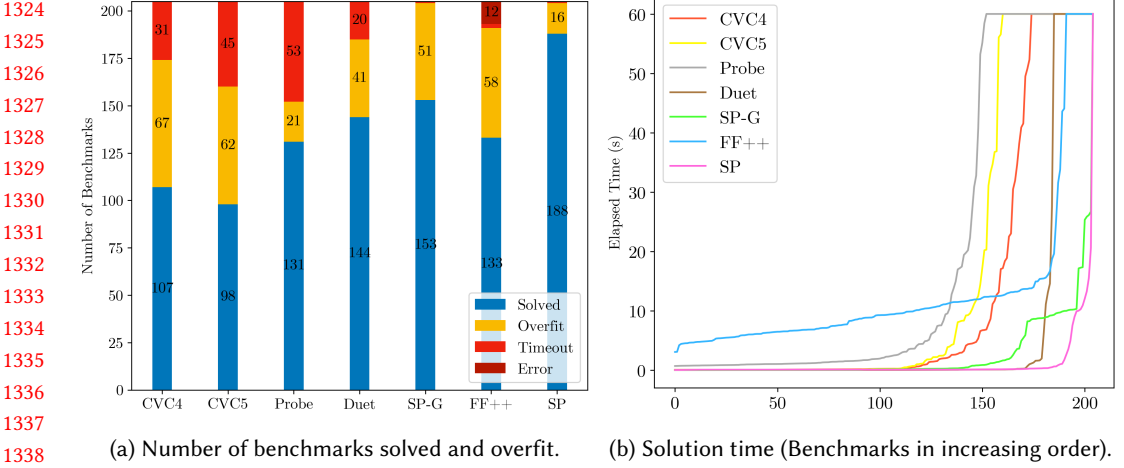 1324
1325
1326
1327
1328
1329
1330
1331
1332
1333
1334
1335
1336
1337
1338
Number of Benchmarks
200
175
150
125
100
75
50
25
0
31
67
107
45
62
98
53
21
131
20
41
144
51
153
12
58
133
16
188
Solved
Overfit
Timeout
Error
CVC4 CVC5 Probe Duet SP-G FF++ SP
(a) Number of benchmarks solved and overfit.
Elapsed Time (s)
60
50
40
30
20
10
0
CVC4
CVC5
Probe
Duet
SP-G
FF++
SP
0 50 100 150 200
(b) Solution time (Benchmarks in increasing order).